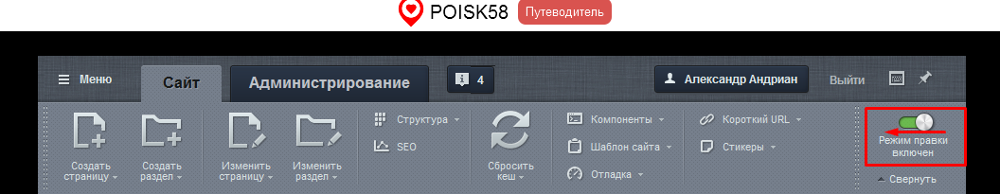 POISK58 Путеводитель
Меню Сайт Администрирование 4 Александр Андриан Выйти
Создать страницу
Создать раздел
Изменить страницу
Изменить раздел
Структура
SEO
Сбросить кеш
Компоненты
Шаблон сайта
Отладка
Короткий URL
Стикеры
Режим правки
включен
Свернуть